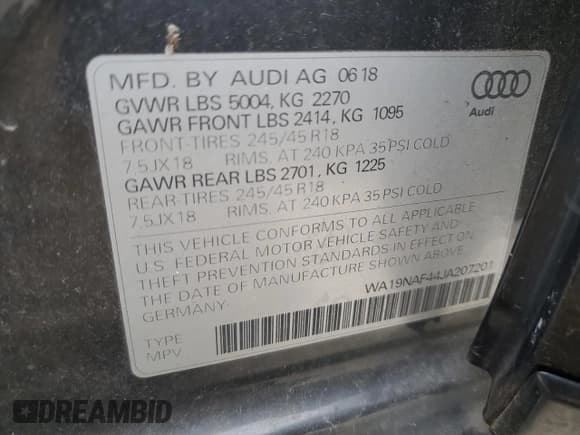 MFD. BY AUDI AG 06 18
GVWR LBS 5004, KG 2270
GAWR FRONT LBS 2414, KG 1095
FRONT-TIRES 245/45 R18
7,5JX18 RIMS. AT 240 KPA 35 PSI COLD
GAWR REAR LBS 2701, KG 1225
REAR-TIRES 245/45 R18
7,5JX18 RIMS. AT 240 KPA 35 PSI COLD
Audi
THIS VEHICLE CONFORMS TO ALL APPLICABLE
U.S. FEDERAL MOTOR VEHICLE SAFETY AND
THEFT PREVENTION STANDARDS IN EFFECT ON
THE DATE OF MANUFACTURE SHOWN ABOVE.
GERMANY.
WA19NAF44JA207201
TYPE
MPV
DREAMBID